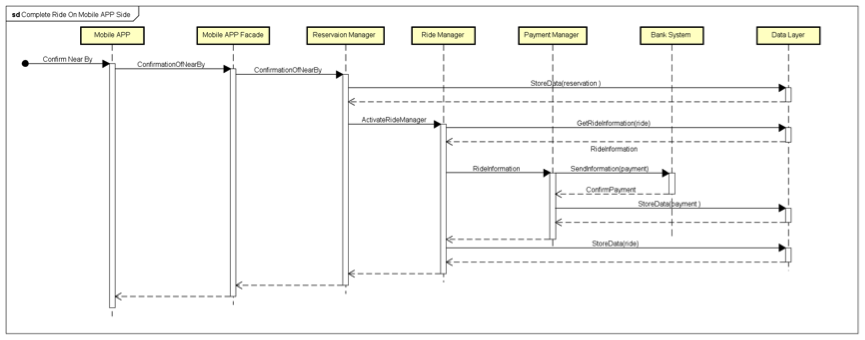 sd Complete Ride On Mobile APP Side
Mobile APP
Mobile APP Facade
Reservaion Manager
Ride Manager
Payment Manager
Bank System
Data Layer
Confirm Near By
ConfirmationOfNearBy
ConfirmationOfNearBy
StoreData(reservation )
ActivateRideManager
GetRideInformation(ride)
RideInformation
RideInformation
SendInformation(payment)
ConfirmPayment
StoreData(payment )
StoreData(ride)